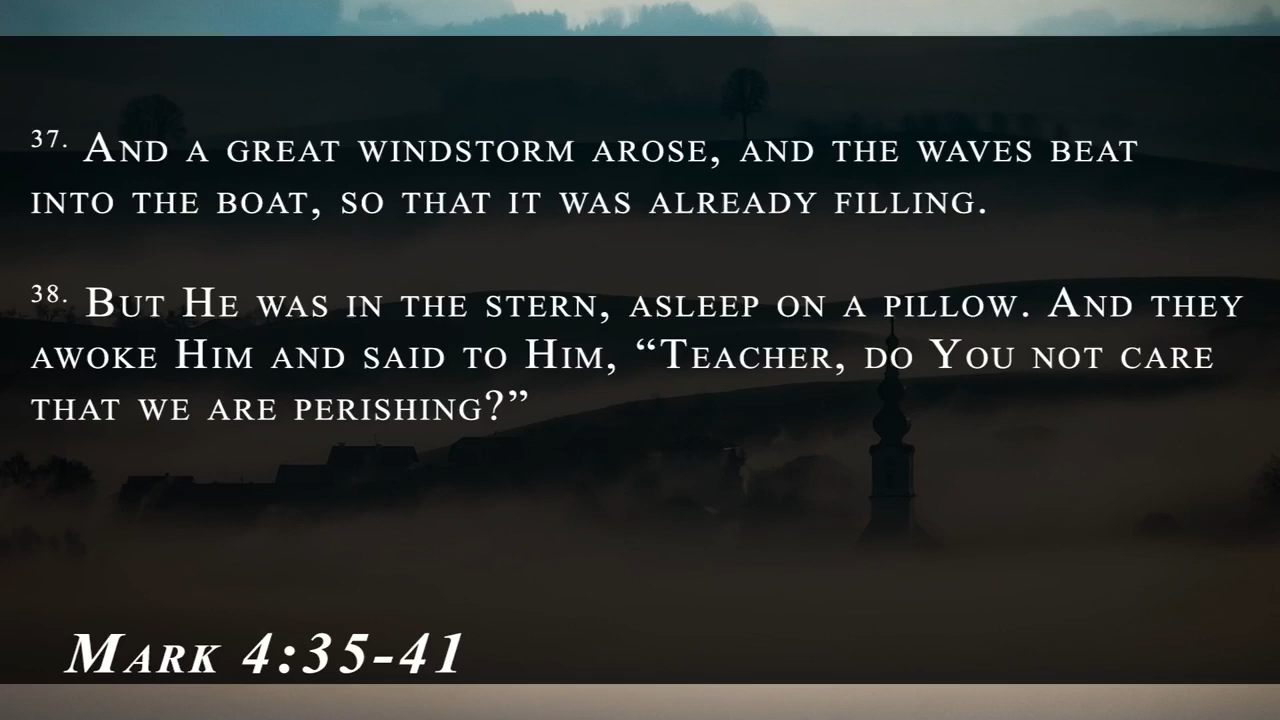 37. And a great windstorm arose, and the waves beat
into the boat, so that it was already filling.
38. But He was in the stern, asleep on a pillow. And they
awoke Him and said to Him, “Teacher, do You not care
that we are perishing?”
Mark 4:35-41